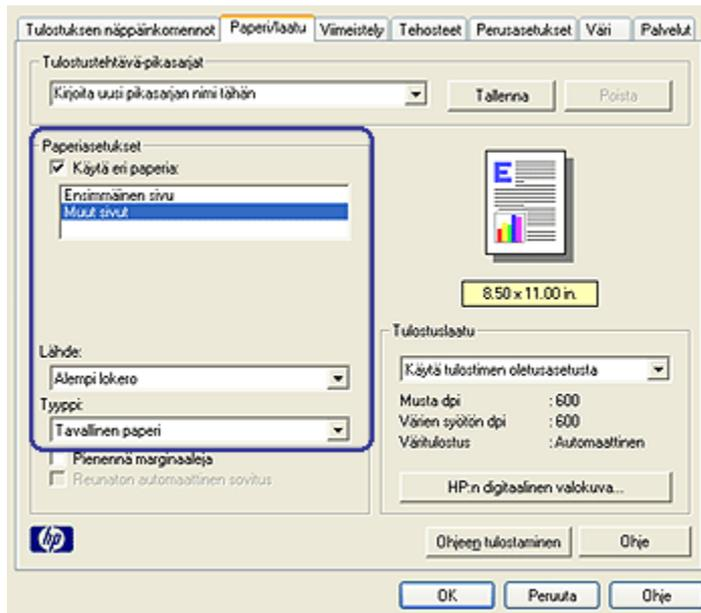 Tulostuksen näppäinkomennot Paperi/laatu Viimeistely Tehosteet Perusasetukset Väri Palvelut
Tulostustehtävä-pikasarjat
Kirjoita uusi pikasarjan nimi tähän Tallenna Poista
Paperiasetukset
Käytä eri paperia:
Ensimmäinen sivu
Muut sivut
E
8.50 x 11.00 in.
Lähde:
Alempi lokero
Tyyppi:
Tavallinen paperi
Pienennä marginaaleja
Reunaton automaattinen sovitus
Tulostuslaatu
Käytä tulostimen oletusasetusta
Musta dpi : 600
Värien syötön dpi : 600
Väritulostus : Automaattinen
HP:n digitaalinen valokuva...
hp
Ohjeen tulostaminen Ohje
OK Peruuta Ohje